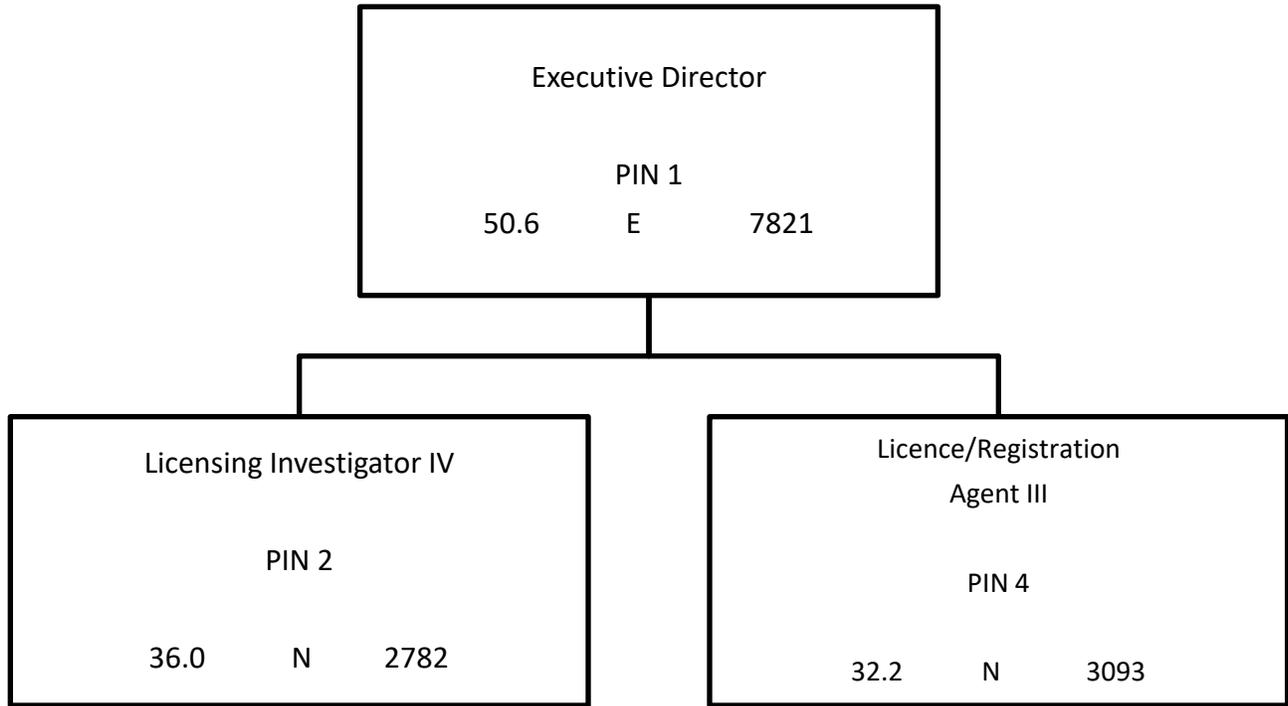 Executive Director
PIN 1
50.6 E 7821
Licensing Investigator IV
PIN 2
36.0 N 2782
Licence/Registration
Agent III
PIN 4
32.2 N 3093